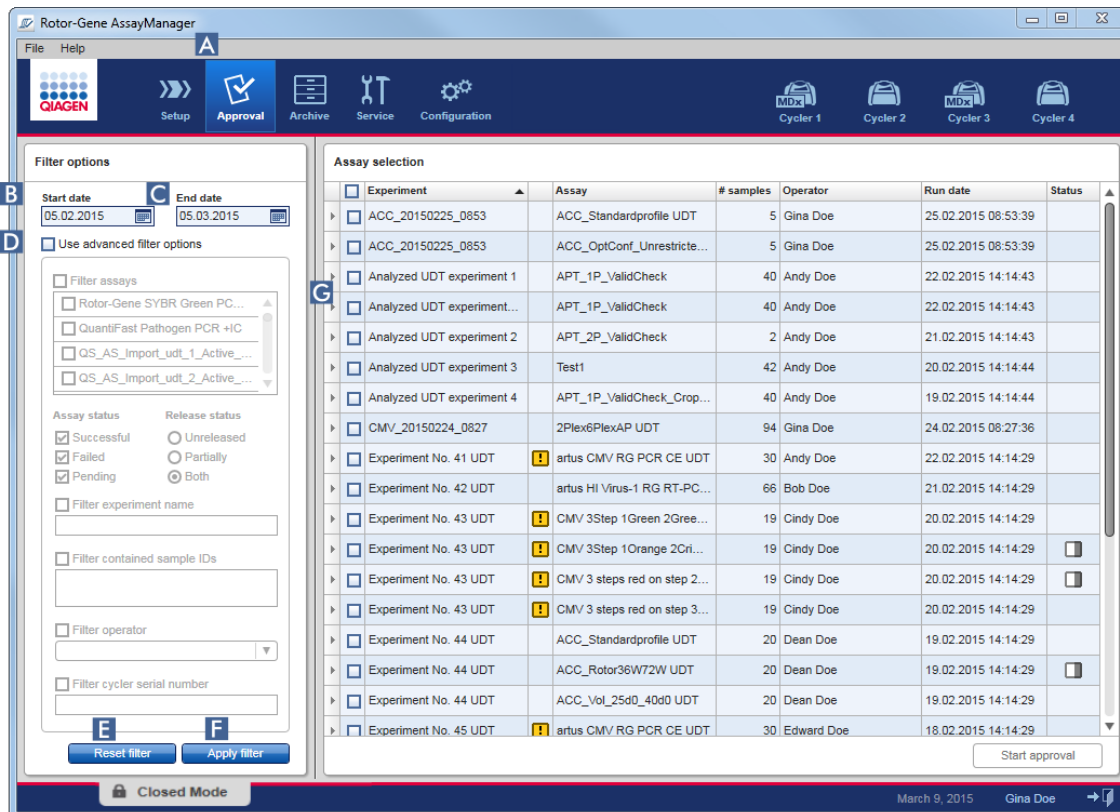 Rotor-Gene AssayManager
File Help
A
QIAGEN
Setup Approval Archive Service Configuration
MDx Cycler 1 Cycler 2 MDx Cycler 3 Cycler 4
Filter options
B Start date C End date
05.02.2015 05.03.2015
D Use advanced filter options
Filter assays
Rotor-Gene SYBR Green PC...
QuantiFast Pathogen PCR +IC
QS_AS_Import_udt_1_Active_...
QS_AS_Import_udt_2_Active_...
Assay status Release status
Successful Unreleased
Failed Partially
Pending Both
Filter experiment name
Filter contained sample IDs
Filter operator
Filter cycler serial number
E F
Reset filter Apply filter
G
Assay selection
Experiment Assay # samples Operator Run date Status
ACC_20150225_0853 ACC_Standardprofile UDT 5 Gina Doe 25.02.2015 08:53:39
ACC_20150225_0853 ACC_OptConf_Unrestricte... 5 Gina Doe 25.02.2015 08:53:39
Analyzed UDT experiment 1 APT_1P_ValidCheck 40 Andy Doe 22.02.2015 14:14:43
Analyzed UDT experiment... APT_1P_ValidCheck 40 Andy Doe 22.02.2015 14:14:43
Analyzed UDT experiment 2 APT_2P_ValidCheck 2 Andy Doe 21.02.2015 14:14:43
Analyzed UDT experiment 3 Test1 42 Andy Doe 20.02.2015 14:14:44
Analyzed UDT experiment 4 APT_1P_ValidCheck_Crop... 40 Andy Doe 19.02.2015 14:14:44
CMV_20150224_0827 2Plex6PlexAP UDT 94 Gina Doe 24.02.2015 08:27:36
Experiment No. 41 UDT ! artus CMV RG PCR CE UDT 30 Andy Doe 22.02.2015 14:14:29
Experiment No. 42 UDT artus HI Virus-1 RG RT-PC... 66 Bob Doe 21.02.2015 14:14:29
Experiment No. 43 UDT ! CMV 3Step 1Green 2Gree... 19 Cindy Doe 20.02.2015 14:14:29
Experiment No. 43 UDT ! CMV 3Step 1Orange 2Cri... 19 Cindy Doe 20.02.2015 14:14:29
Experiment No. 43 UDT ! CMV 3 steps red on step 2... 19 Cindy Doe 20.02.2015 14:14:29
Experiment No. 43 UDT ! CMV 3 steps red on step 3... 19 Cindy Doe 20.02.2015 14:14:29
Experiment No. 44 UDT ACC_Standardprofile UDT 20 Dean Doe 19.02.2015 14:14:29
Experiment No. 44 UDT ACC_Rotor36W72W UDT 20 Dean Doe 19.02.2015 14:14:29
Experiment No. 44 UDT ACC_Vol_25d0_40d0 UDT 20 Dean Doe 19.02.2015 14:14:29
Experiment No. 45 UDT ! artus CMV RG PCR CE UDT 30 Edward Doe 18.02.2015 14:14:29
Start approval
Closed Mode
March 9, 2015 Gina Doe